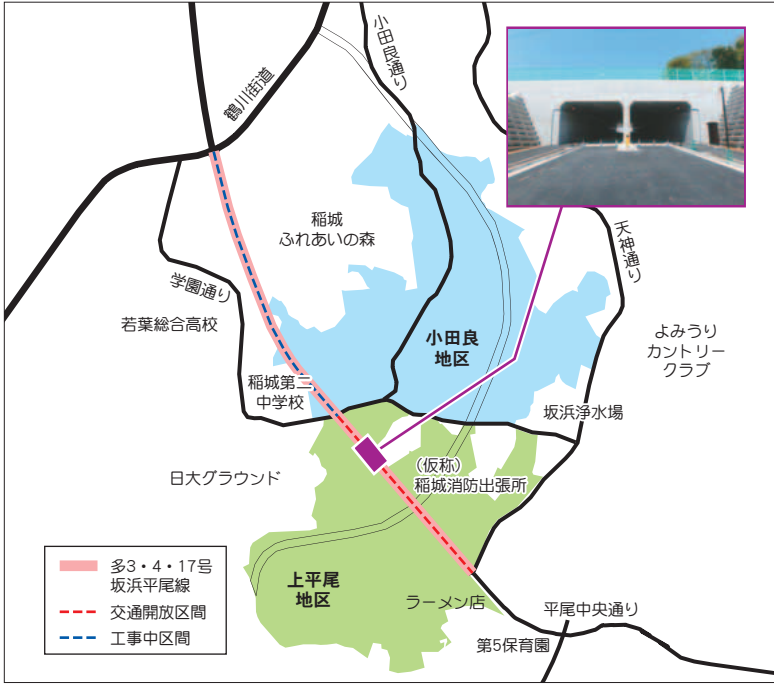 小田良通り
鶴川街道
天神通り
稲城
ふれあいの森
学園通り
若葉総合高校
小田良
地区
よみうり
カントリー
クラブ
稲城第二
中学校
坂浜浄水場
日大グラウンド
(仮称)
稲城消防出張所
上平尾
地区
ラーメン店
平尾中央通り
第5保育園
多3・4・17号
坂浜平尾線
交通開放区間
工事中区間